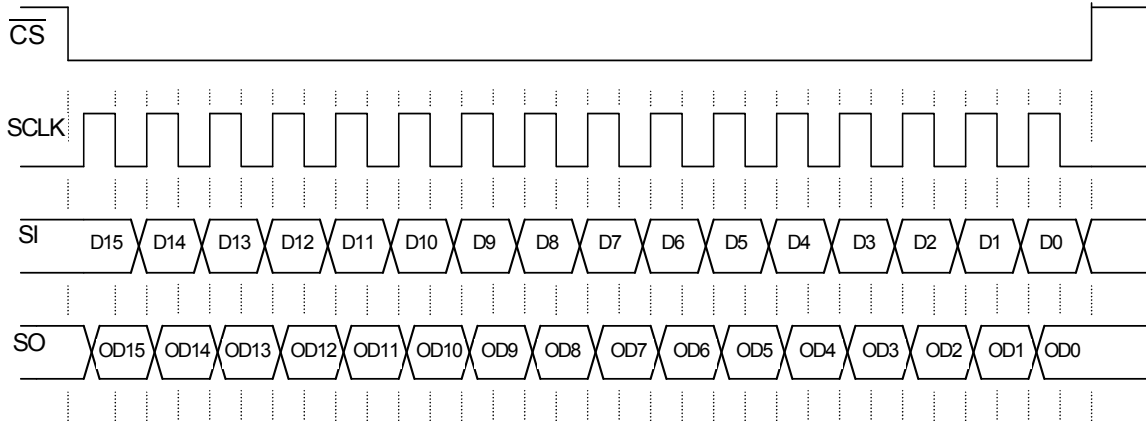 CS
SCLK
SI D15 D14 D13 D12 D11 D10 D9 D8 D7 D6 D5 D4 D3 D2 D1 D0
SO OD15 OD14 OD13 OD12 OD11 OD10 OD9 OD8 OD7 OD6 OD5 OD4 OD3 OD2 OD1 OD0